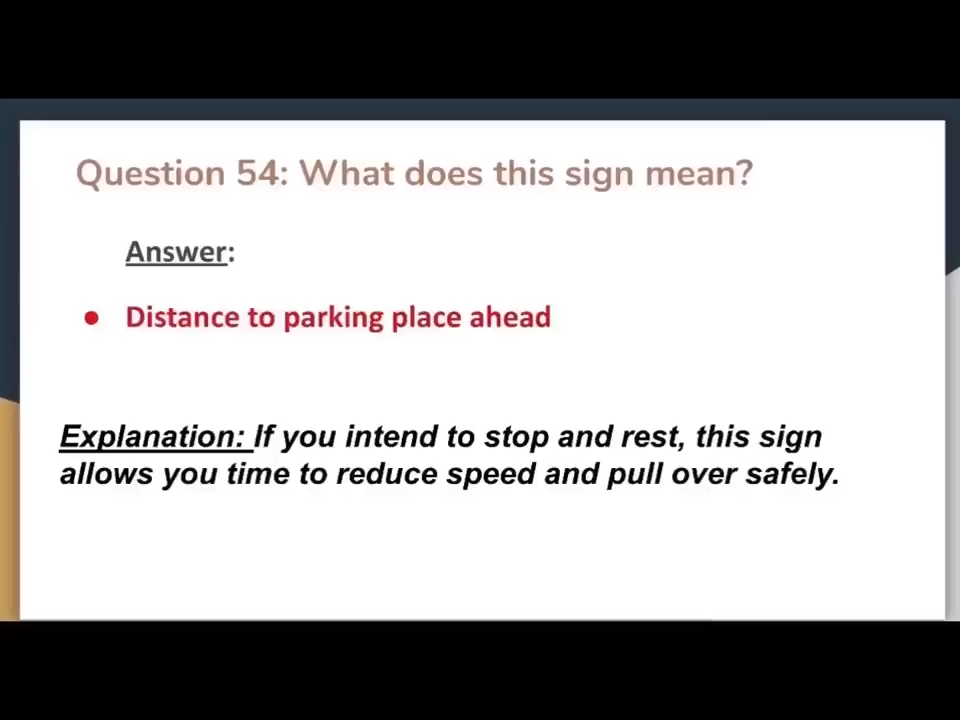 Question 54: What does this sign mean?
Answer:
● Distance to parking place ahead
Explanation: If you intend to stop and rest, this sign
allows you time to reduce speed and pull over safely.